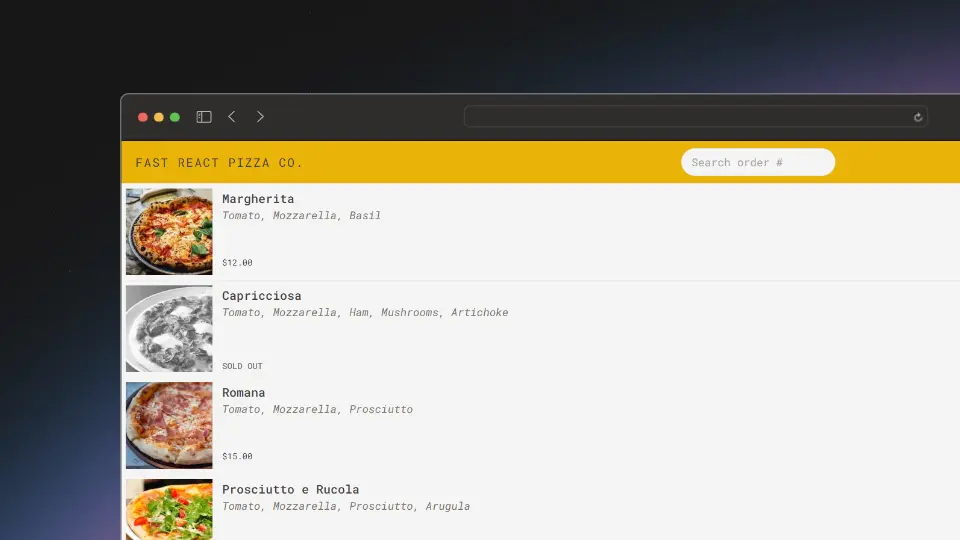 FAST REACT PIZZA CO.
Search order #
Margherita
Tomato, Mozzarella, Basil
$12.00
Capricciosa
Tomato, Mozzarella, Ham, Mushrooms, Artichoke
SOLD OUT
Romana
Tomato, Mozzarella, Prosciutto
$15.00
Prosciutto e Rucola
Tomato, Mozzarella, Prosciutto, Arugula